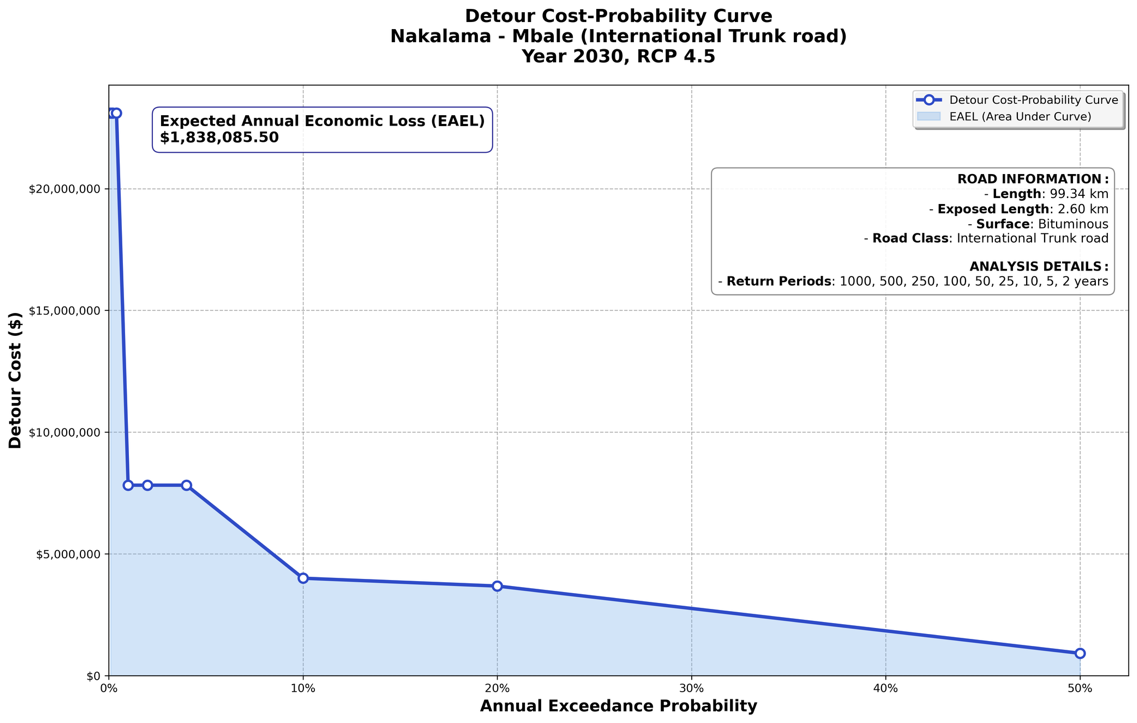 Detour Cost-Probability Curve
Nakalama - Mbale (International Trunk road)
Year 2030, RCP 4.5
Detour Cost-Probability Curve
EAEL (Area Under Curve)
Expected Annual Economic Loss (EAEL)
$1,838,085.50
ROAD INFORMATION:
- Length: 99.34 km
- Exposed Length: 2.60 km
- Surface: Bituminous
- Road Class: International Trunk road
ANALYSIS DETAILS:
- Return Periods: 1000, 500, 250, 100, 50, 25, 10, 5, 2 years
Detour Cost ($)
$20,000,000
$15,000,000
$10,000,000
$5,000,000
$0
0% 10% 20% 30% 40% 50%
Annual Exceedance Probability